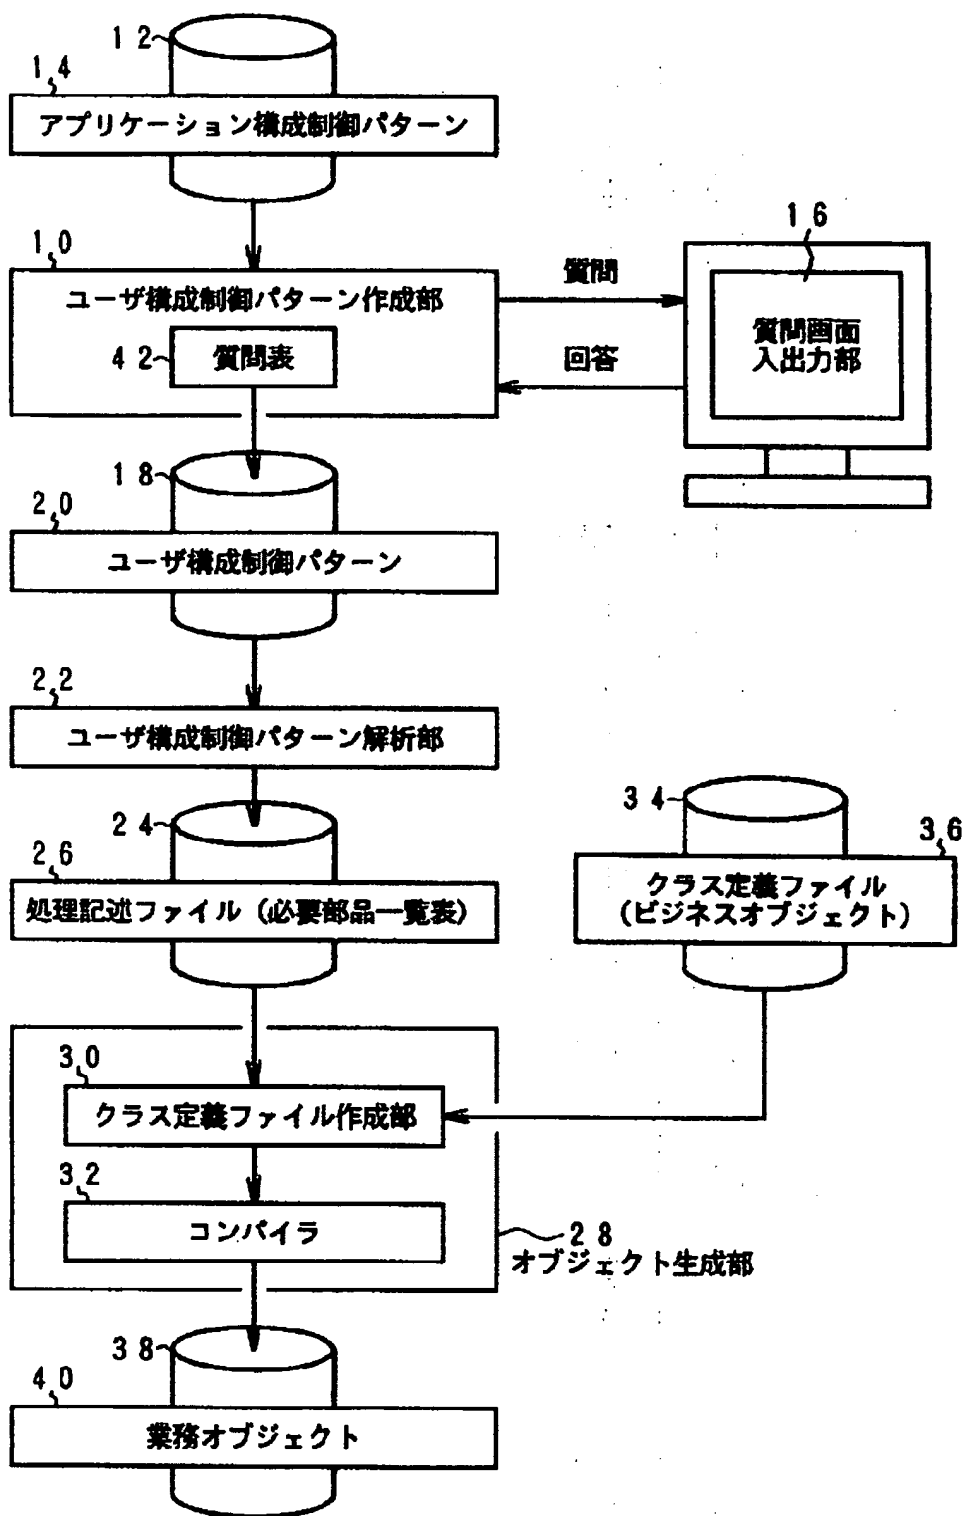 １２
１４
アプリケーション構成制御パターン
１０
ユーザ構成制御パターン作成部
４２
質問表
質問
回答
１６
質問画面
入出力部
１８
２０
ユーザ構成制御パターン
２２
ユーザ構成制御パターン解析部
２４
２６
処理記述ファイル（必要部品一覧表）
３４
３６
クラス定義ファイル
（ビジネスオブジェクト）
３０
クラス定義ファイル作成部
３２
コンパイラ
２８
オブジェクト生成部
３８
４０
業務オブジェクト